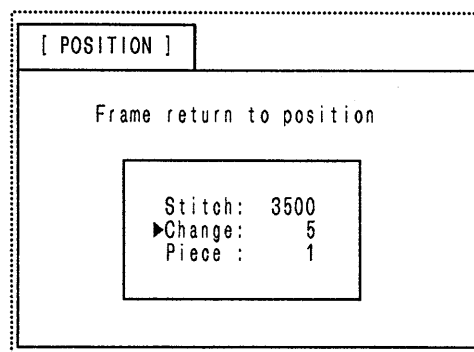 [ POSITION ]
Frame return to position
Stitch: 3500
▶Change: 5
Piece : 1